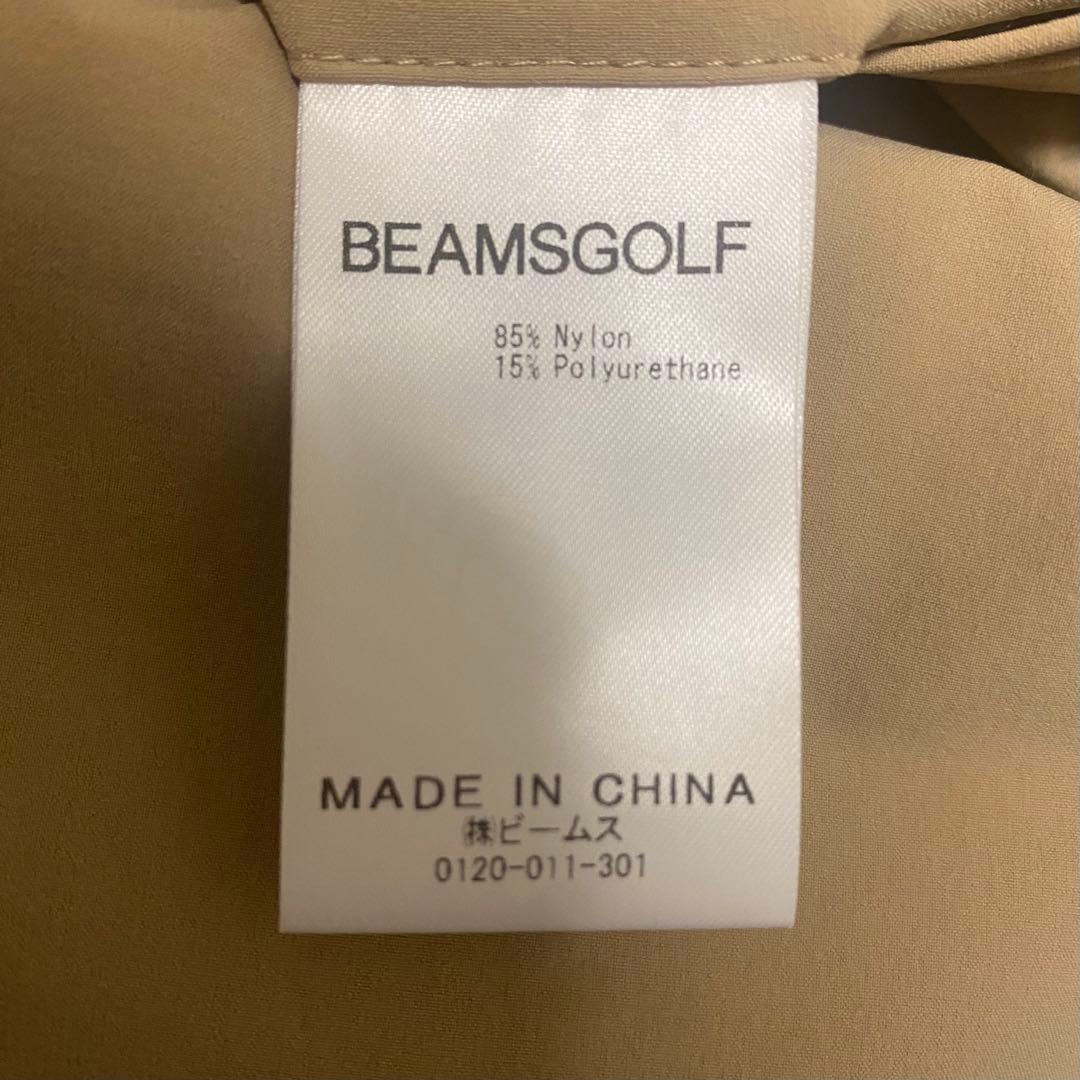 BEAMSGOLF
85% Nylon
15% Polyurethane
MADE IN CHINA
㈱ビームス
0120-011-301